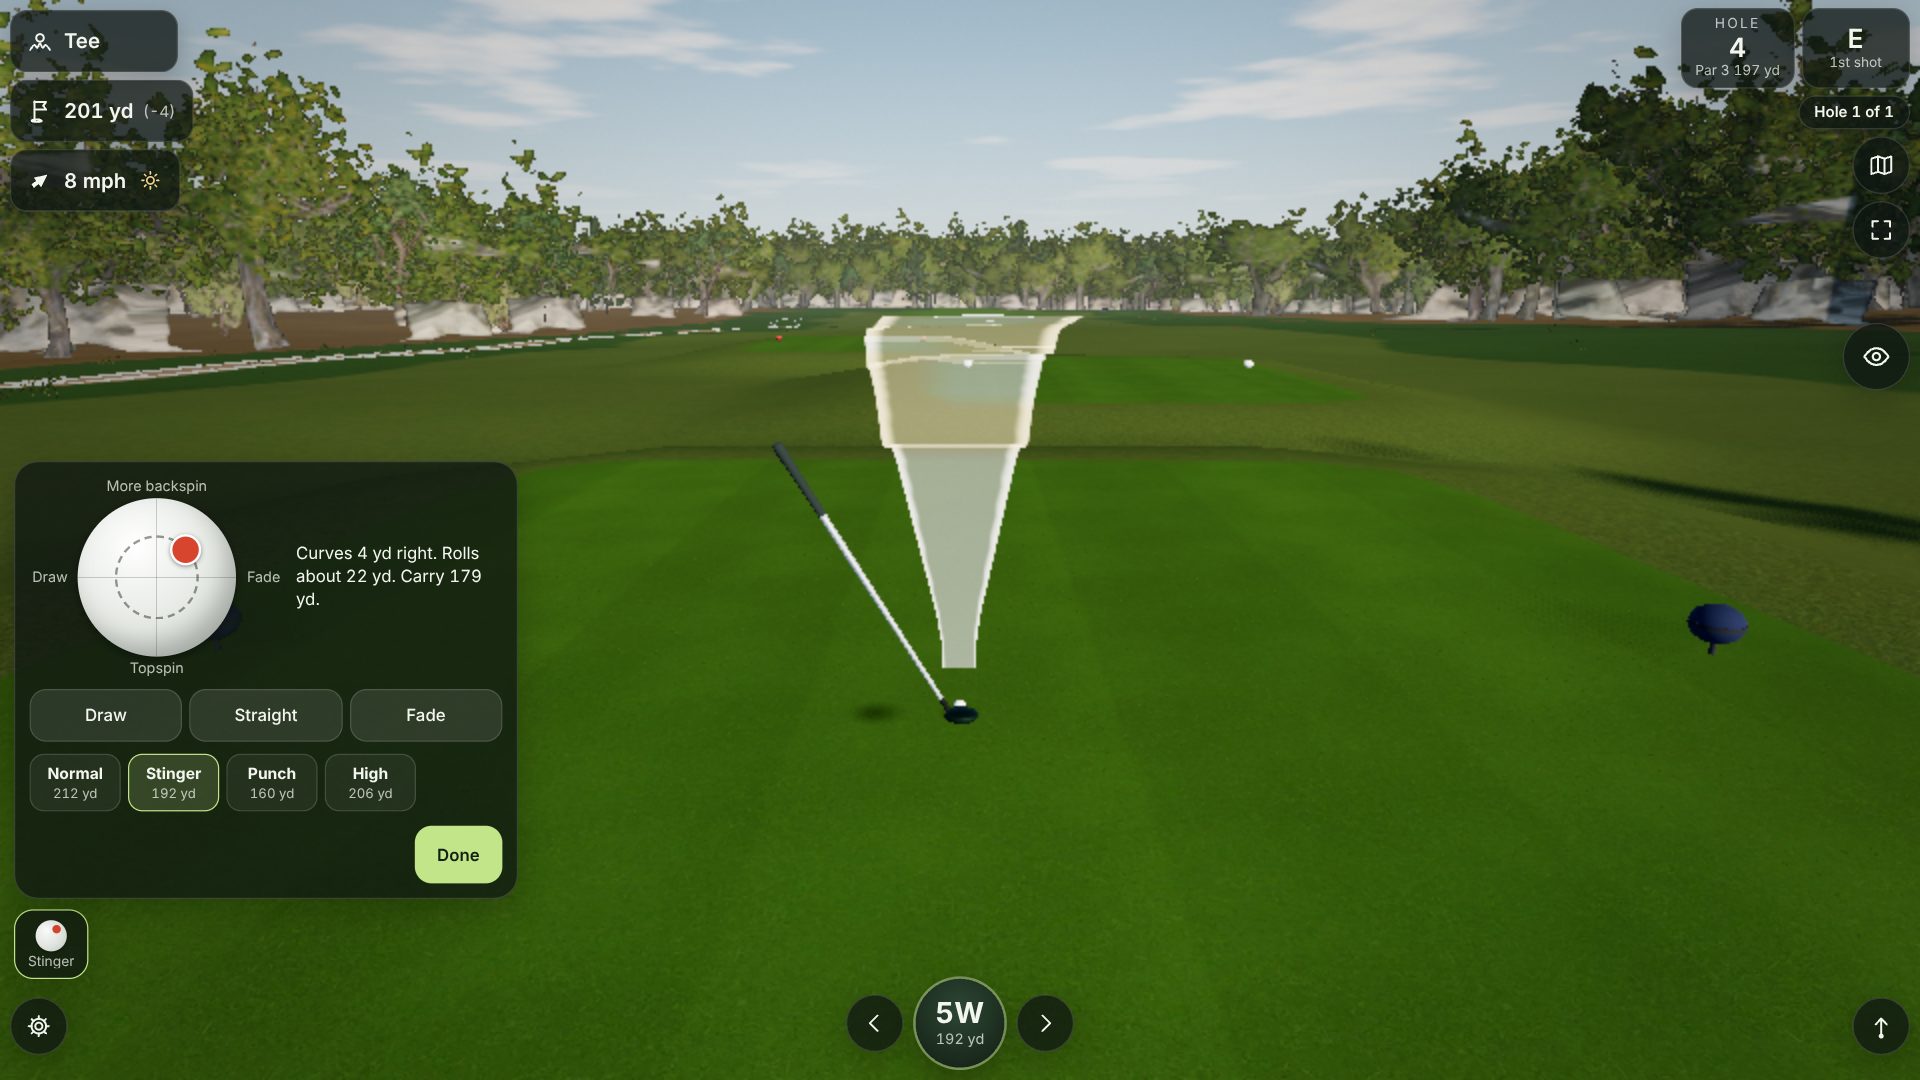 Tee
201 yd (-4)
8 mph
HOLE
4
Par 3 197 yd
E
1st shot
Hole 1 of 1
More backspin
Draw
Fade
Topspin
Curves 4 yd right. Rolls
about 22 yd. Carry 179
yd.
Draw
Straight
Fade
Normal
212 yd
Stinger
192 yd
Punch
160 yd
High
206 yd
Done
Stinger
5W
192 yd